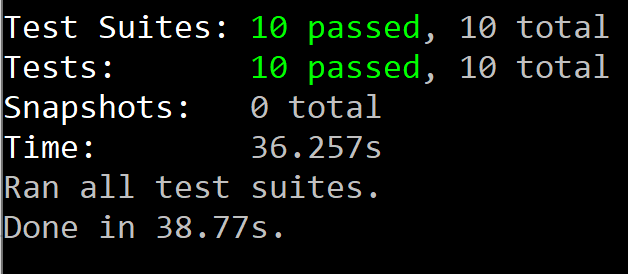 Test Suites: 10 passed, 10 total
Tests:       10 passed, 10 total
Snapshots:   0 total
Time:        36.257s
Ran all test suites.
Done in 38.77s.